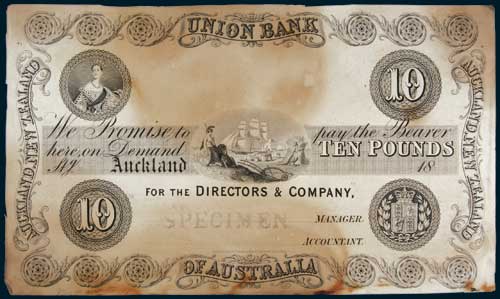 UNION BANK
AUCKLAND, NEW ZEALAND
AUCKLAND, NEW ZEALAND
10
We Promise to pay the Bearer
here, on Demand TEN POUNDS
Auckland 18
FOR THE DIRECTORS & COMPANY,
10
SPECIMEN
MANAGER.
ACCOUNTANT.
OF AUSTRALIA